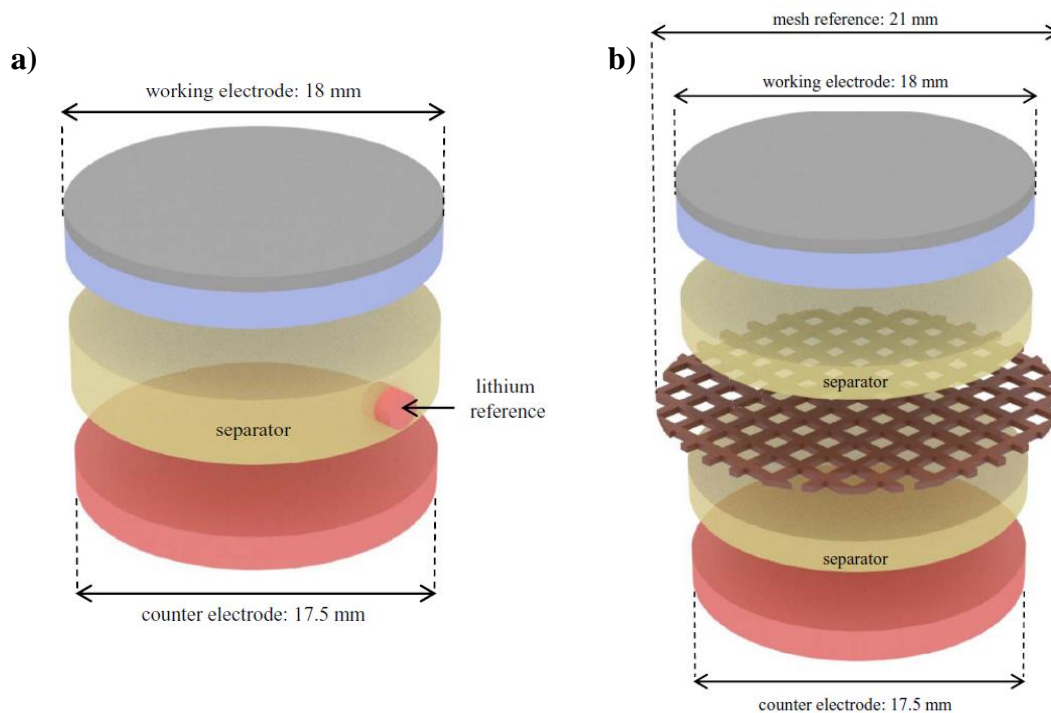 a)
working electrode: 18 mm
lithium
reference
separator
counter electrode: 17.5 mm
b)
mesh reference: 21 mm
working electrode: 18 mm
separator
separator
counter electrode: 17.5 mm